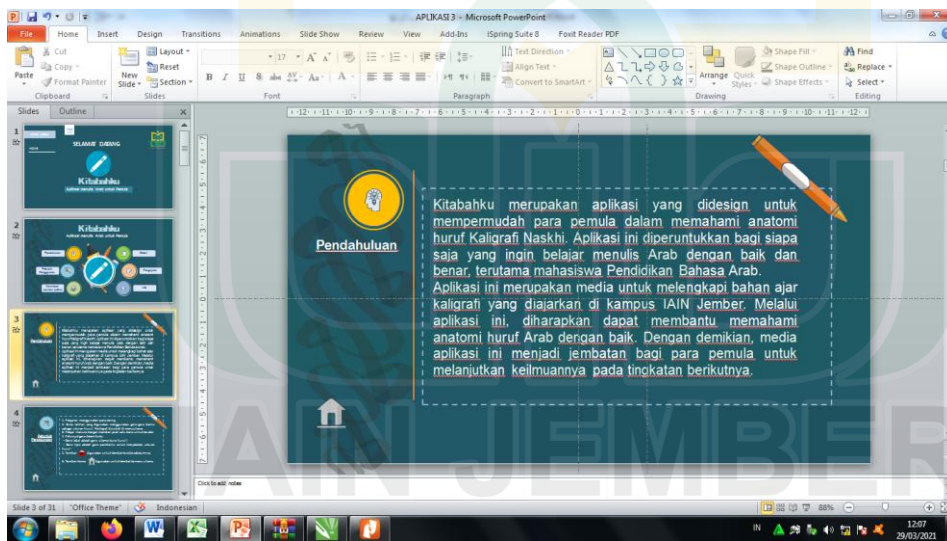 APLIKASI 3 - Microsoft PowerPoint
File Home Insert Design Transitions Animations Slide Show Review View Add-Ins iSpring Suite 8 Foxit Reader PDF
Cut
Copy
Format Painter
Paste
Clipboard
New Slide
Layout
Reset
Section
Slides
17
Font
Text Direction
Align Text
Convert to SmartArt
Paragraph
Arrange
Quick Styles
Shape Fill
Shape Outline
Shape Effects
Drawing
Find
Replace
Select
Editing
Slides Outline
1
SELAMAT DATANG
Kitabahku
2
Kitabahku
3
4
Pendahuluan
Kitabahku merupakan aplikasi yang didesign untuk
mempermudah para pemula dalam memahami anatomi
huruf Kaligrafi Naskhi. Aplikasi ini diperuntukkan bagi siapa
saja yang ingin belajar menulis Arab dengan baik dan
benar, terutama mahasiswa Pendidikan Bahasa Arab.
Aplikasi ini merupakan media untuk melengkapi bahan ajar
kaligrafi yang diajarkan di kampus IAIN Jember. Melalui
aplikasi ini, diharapkan dapat membantu memahami
anatomi huruf Arab dengan baik. Dengan demikian, media
aplikasi ini menjadi jembatan bagi para pemula untuk
melanjutkan keilmuannya pada tingkatan berikutnya.
Click to add notes
Slide 3 of 31 "Office Theme" Indonesian 88%
IN 12:07
29/03/2021
IAIN JEMBER